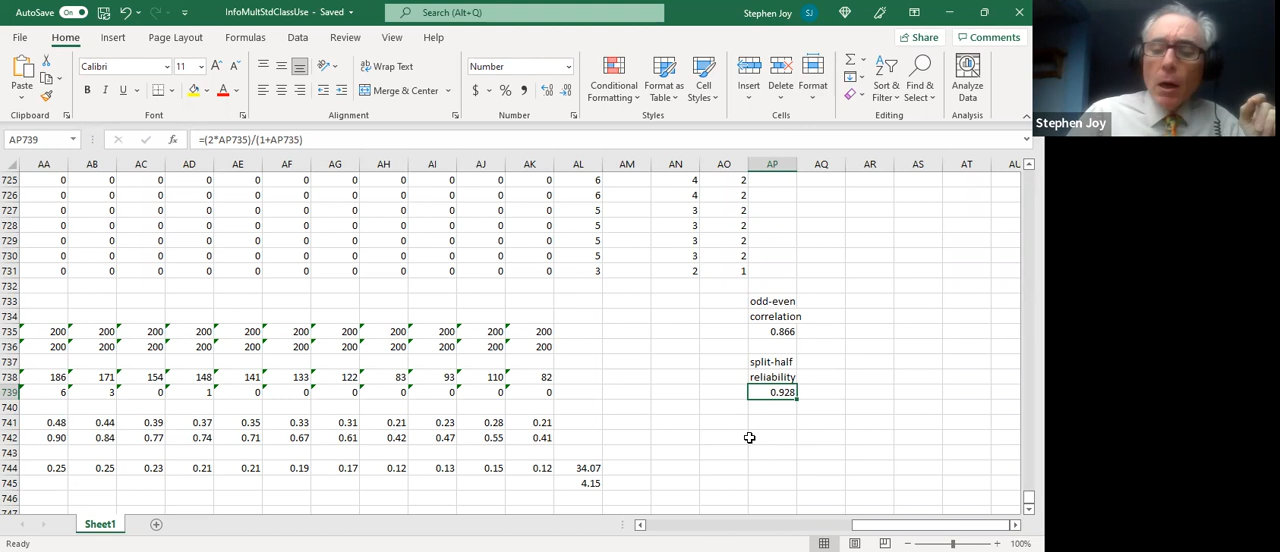 AutoSave On InfoMultStdClassUse - Saved Search (Alt+Q) Stephen Joy SJ
File Home Insert Page Layout Formulas Data Review View Help Share Comments
Calibri 11 A A Wrap Text Number
Paste B I U A Merge & Center $ % Conditional Formatting Format as Table Cell Styles Insert Delete Format Sort & Filter Find & Select Analyze Data
Clipboard Font Alignment Number Styles Cells Editing Analysis
Stephen Joy
AP739 fx =(2*AP735)/(1+AP735)
AA AB AC AD AE AF AG AH AI AJ AK AL AM AN AO AP AQ AR AS AT AU
725 0 0 0 0 0 0 0 0 0 0 0 6 4 2
726 0 0 0 0 0 0 0 0 0 0 0 6 4 2
727 0 0 0 0 0 0 0 0 0 0 0 5 3 2
728 0 0 0 0 0 0 0 0 0 0 0 5 3 2
729 0 0 0 0 0 0 0 0 0 0 0 5 3 2
730 0 0 0 0 0 0 0 0 0 0 0 5 3 2
731 0 0 0 0 0 0 0 0 0 0 0 3 2 1
732
733 odd-even
734 correlation
735 200 200 200 200 200 200 200 200 200 200 200 0.866
736 200 200 200 200 200 200 200 200 200 200 200
737 split-half
738 186 171 154 148 141 133 122 83 93 110 82 reliability
739 6 3 0 1 0 0 0 0 0 0 0 0.928
740
741 0.48 0.44 0.39 0.37 0.35 0.33 0.31 0.21 0.23 0.28 0.21
742 0.90 0.84 0.77 0.74 0.71 0.67 0.61 0.42 0.47 0.55 0.41
743
744 0.25 0.25 0.23 0.21 0.21 0.19 0.17 0.12 0.13 0.15 0.12 34.07
745 4.15
746
Sheet1
Ready 100%